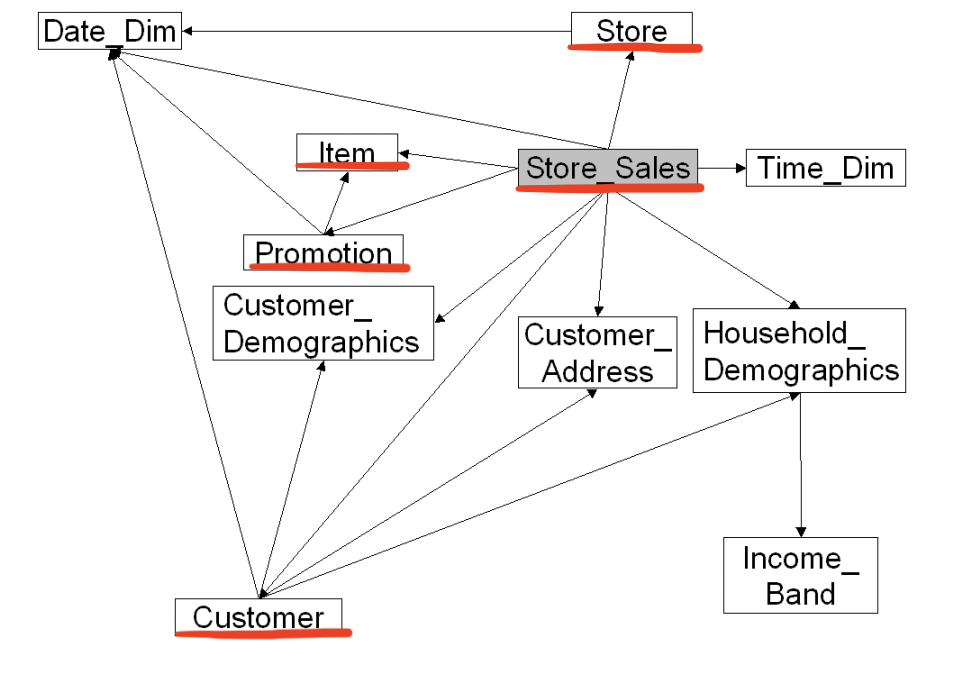 Date_Dim
Store
Item
Store_Sales
Time_Dim
Promotion
Customer_
Demographics
Customer_
Address
Household_
Demographics
Income_
Band
Customer